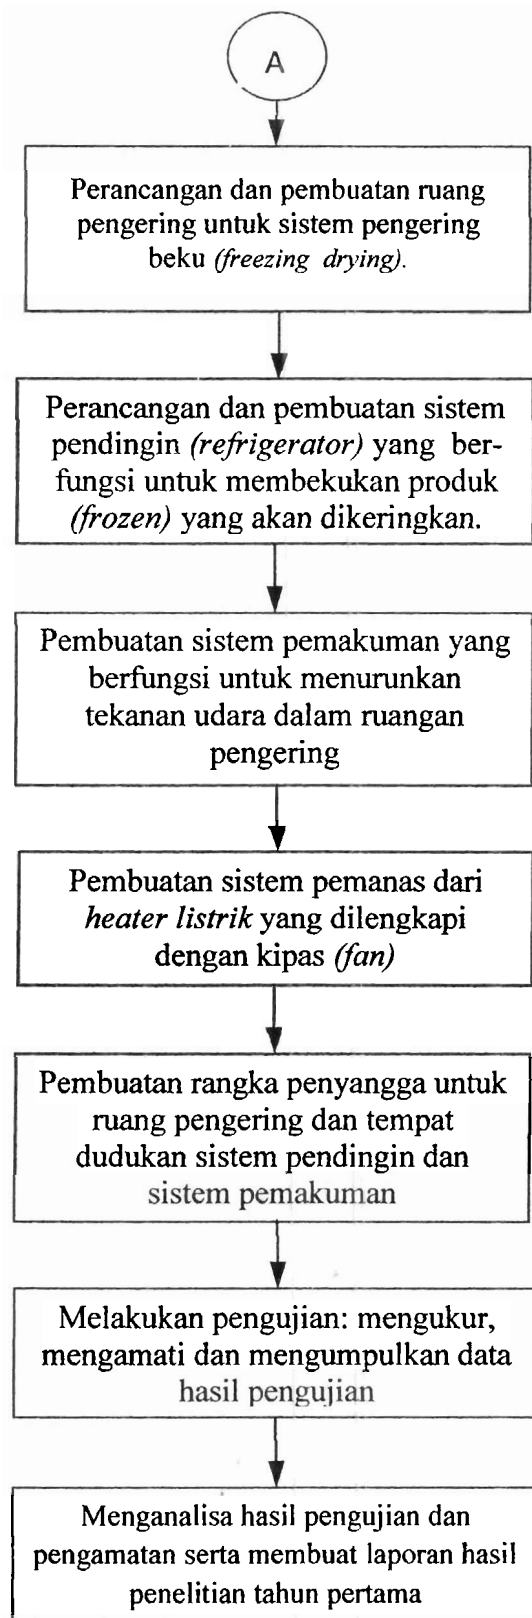 A
Perancangan dan pembuatan ruang
pengering untuk sistem pengering
beku (freezing drying).
Perancangan dan pembuatan sistem
pendingin (refrigerator) yang ber-
fungsi untuk membekukan produk
(frozen) yang akan dikeringkan.
Pembuatan sistem pemakuman yang
berfungsi untuk menurunkan
tekanan udara dalam ruangan
pengering
Pembuatan sistem pemanas dari
heater listrik yang dilengkapi
dengan kipas (fan)
Pembuatan rangka penyangga untuk
ruang pengering dan tempat
dudukan sistem pendingin dan
sistem pemakuman
Melakukan pengujian: mengukur,
mengamati dan mengumpulkan data
hasil pengujian
Menganalisa hasil pengujian dan
pengamatan serta membuat laporan hasil
penelitian tahun pertama